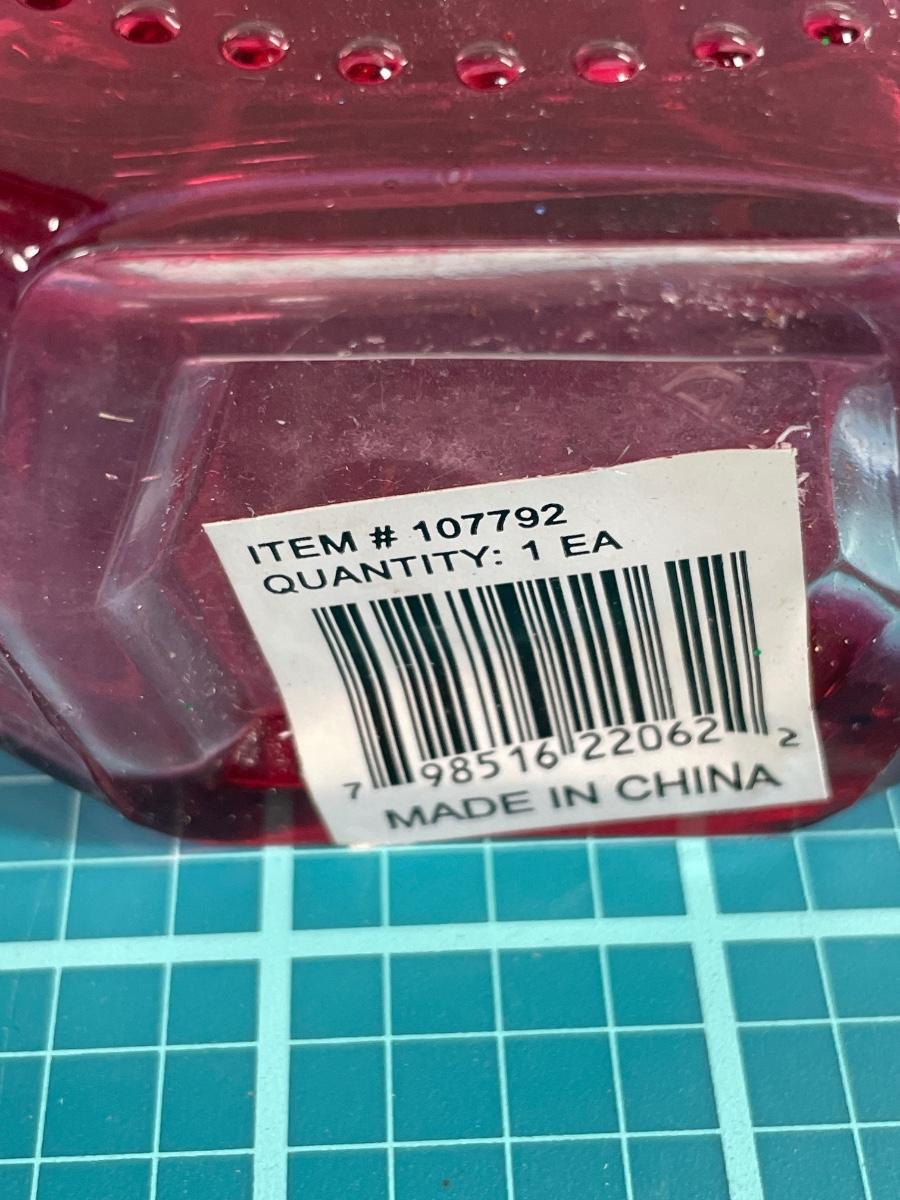 ITEM # 107792
QUANTITY: 1 EA
7 98516 22062 2
MADE IN CHINA